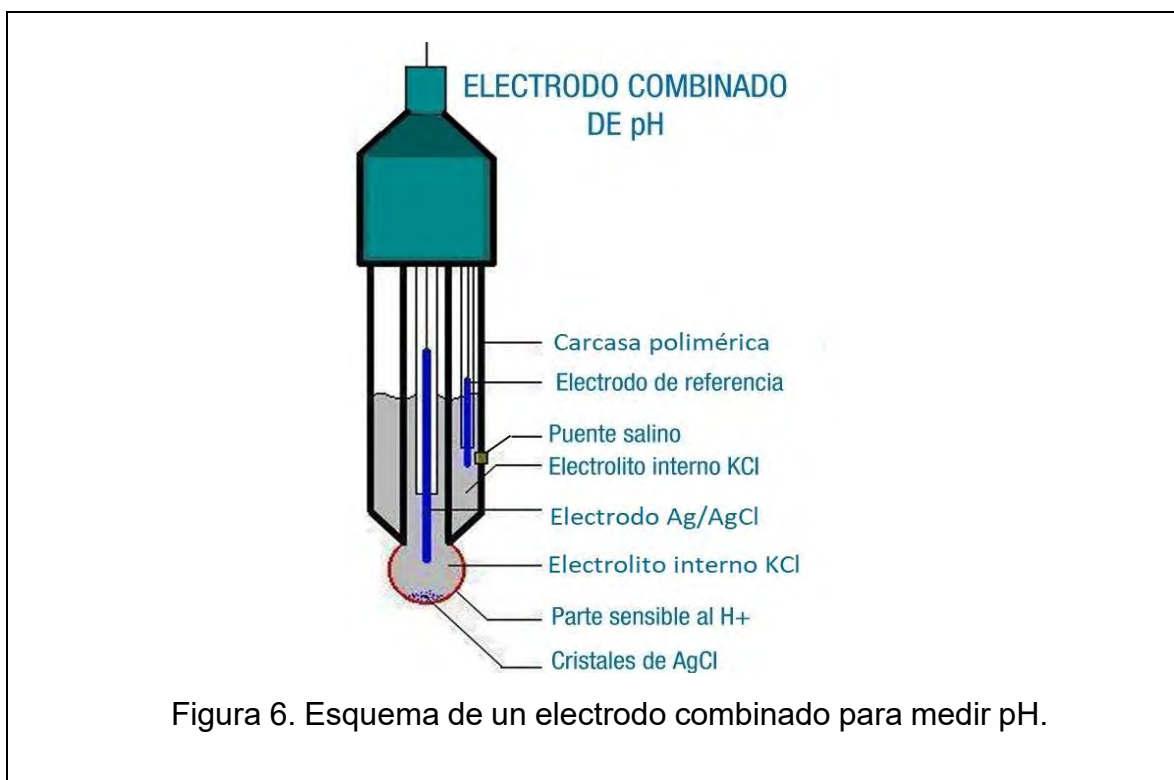 ELECTRODO COMBINADO
DE pH
Carcasa polimérica
Electrodo de referencia
Puente salino
Electrolito interno KCl
Electrodo Ag/AgCl
Electrolito interno KCl
Parte sensible al H+
Cristales de AgCl
Figura 6. Esquema de un electrodo combinado para medir pH.